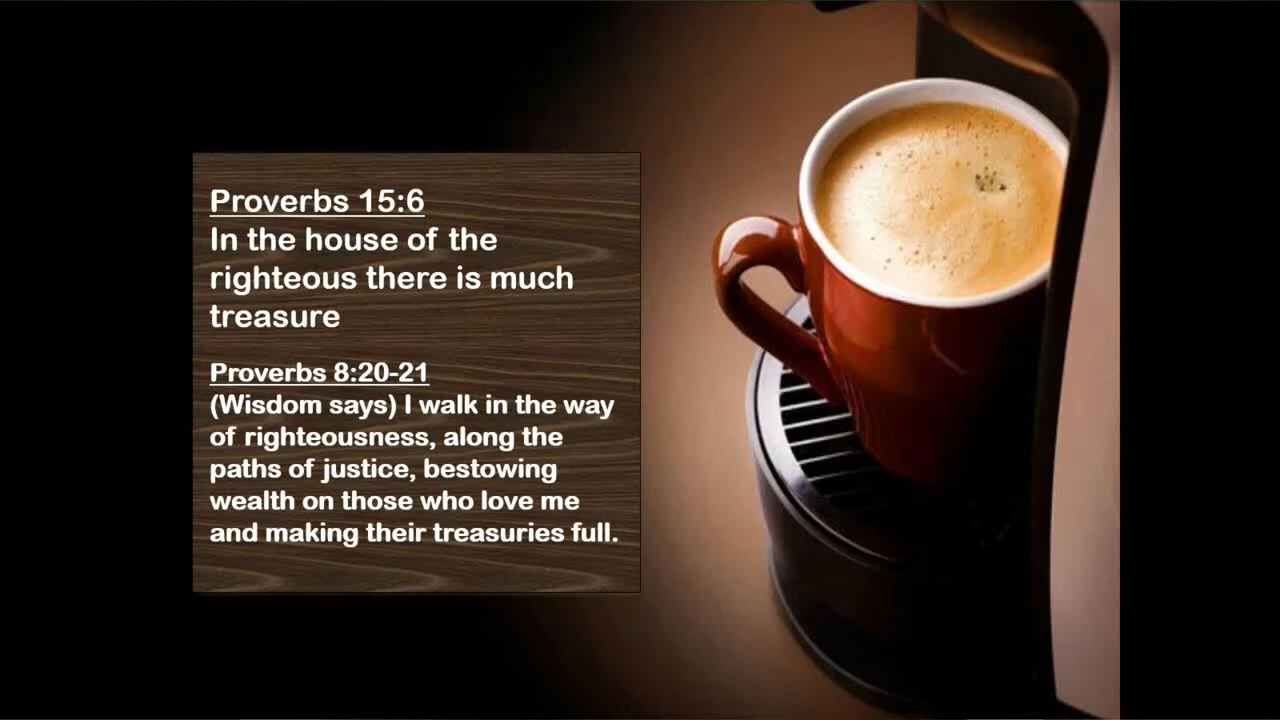 Proverbs 15:6
In the house of the
righteous there is much
treasure
Proverbs 8:20-21
(Wisdom says) I walk in the way
of righteousness, along the
paths of justice, bestowing
wealth on those who love me
and making their treasuries full.